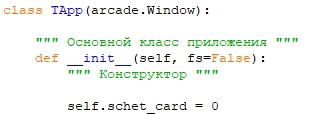 class TApp(arcade.Window):
""" Основной класс приложения """
def __init__(self, fs=False):
""" Конструктор """
self.schet_card = 0